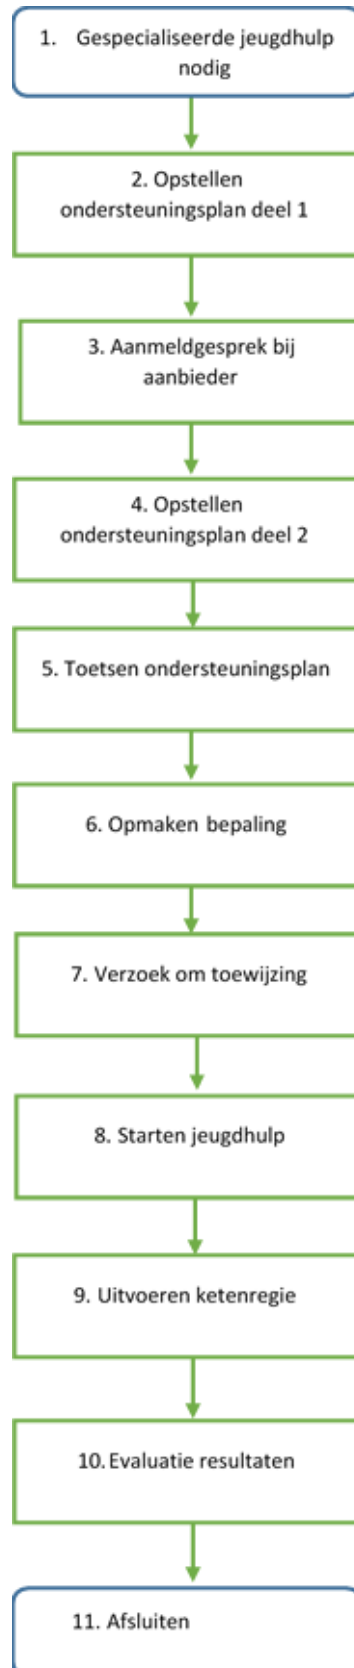 1. Gespecialiseerde jeugdhulp
nodig
2. Opstellen
ondersteuningsplan deel 1
3. Aanmeldgesprek bij
aanbieder
4. Opstellen
ondersteuningsplan deel 2
5. Toetsen ondersteuningsplan
6. Opmaken bepaling
7. Verzoek om toewijzing
8. Starten jeugdhulp
9. Uitvoeren ketenregie
10. Evaluatie resultaten
11. Afsluiten